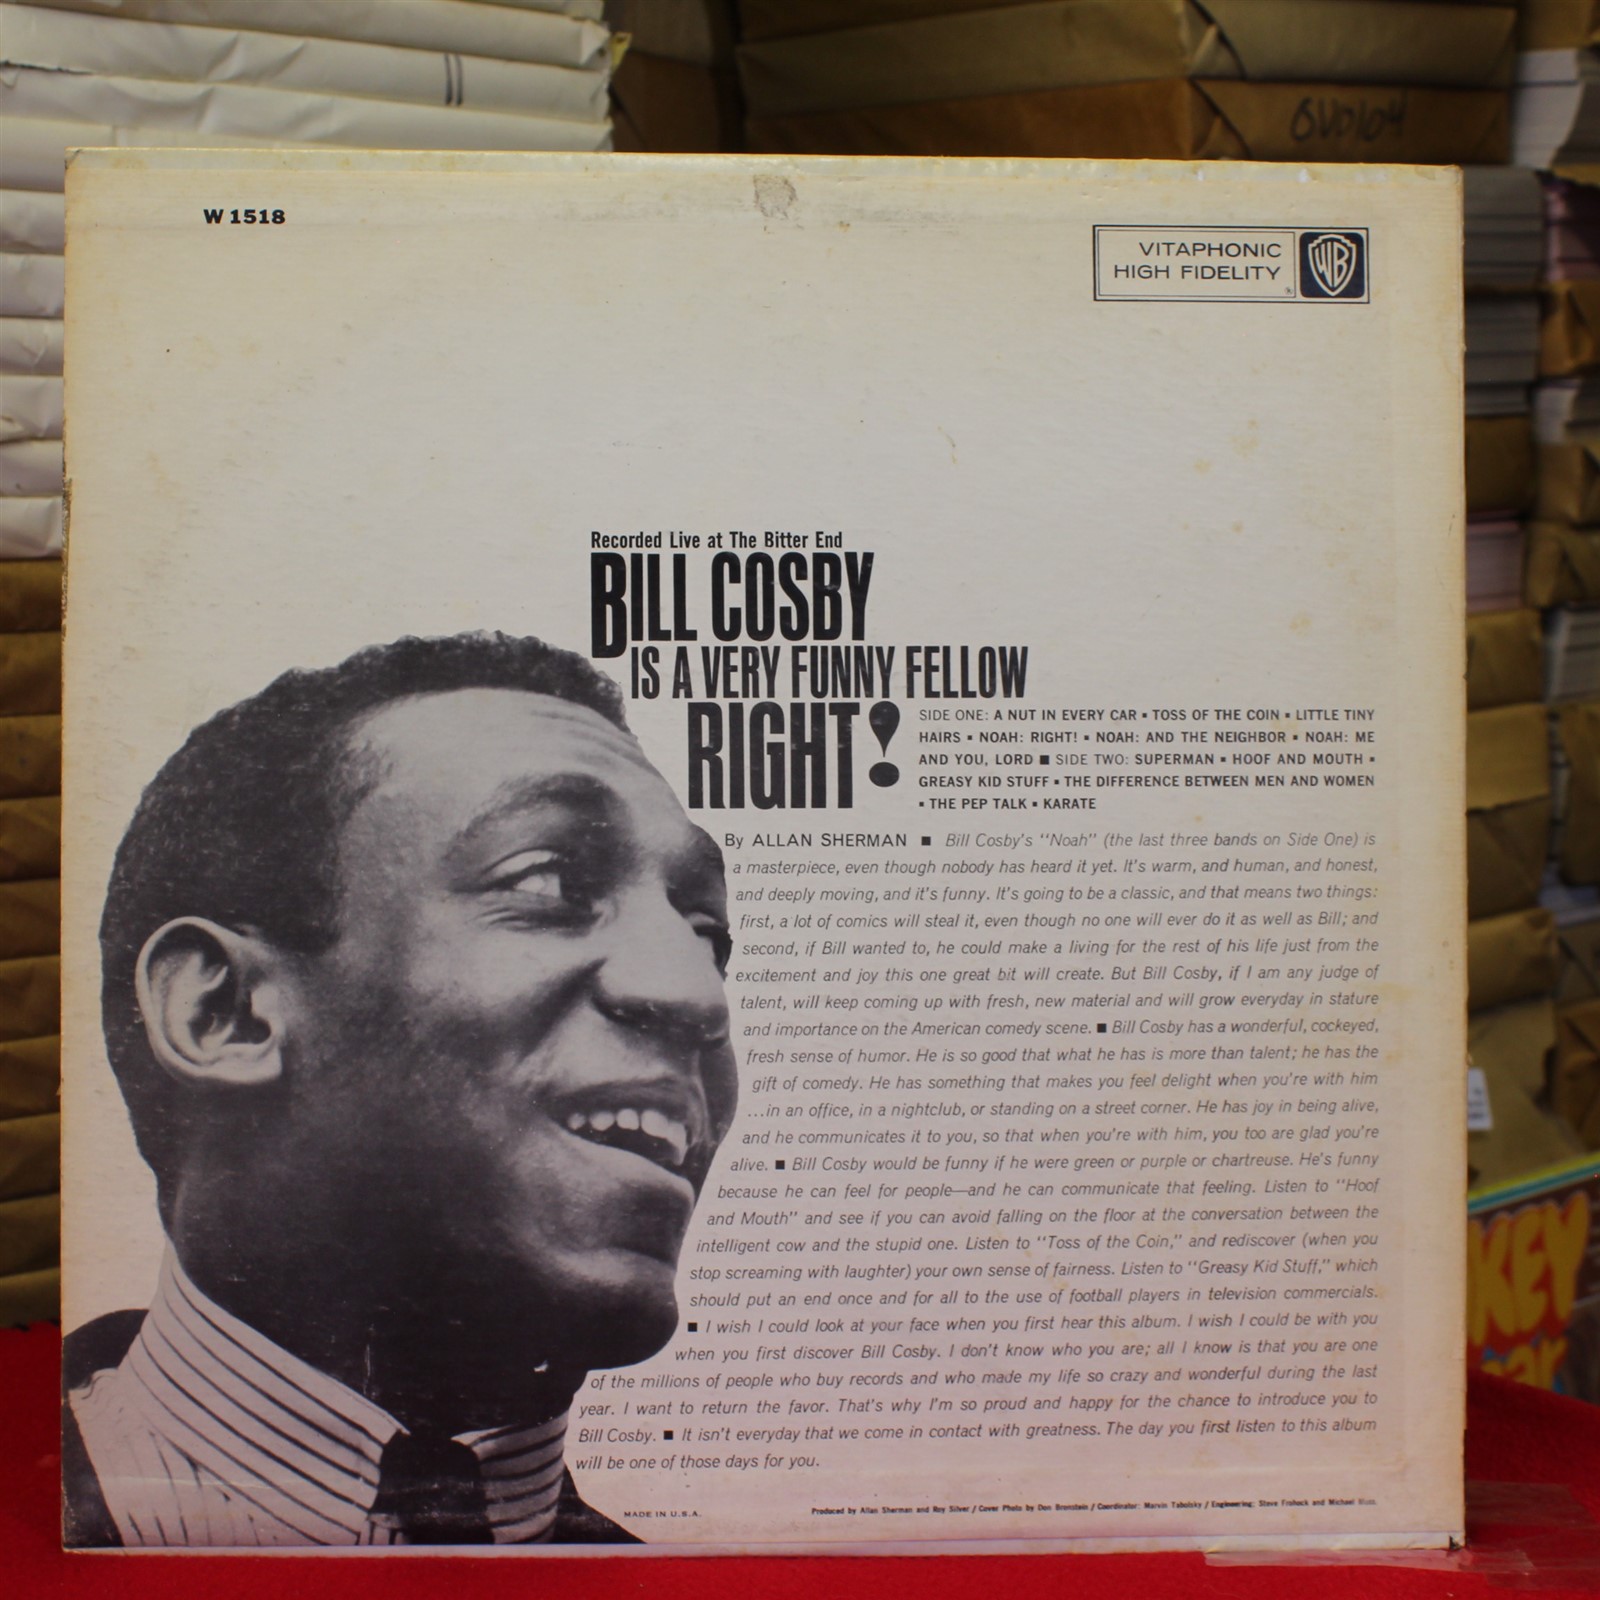 GVD104
W 1518
VITAPHONIC
HIGH FIDELITY
WB
Recorded Live at The Bitter End
BILL COSBY
IS A VERY FUNNY FELLOW
RIGHT!
SIDE ONE: A NUT IN EVERY CAR ▪ TOSS OF THE COIN ▪ LITTLE TINY
HAIRS ▪ NOAH: RIGHT! ▪ NOAH: AND THE NEIGHBOR ▪ NOAH: ME
AND YOU, LORD ■ SIDE TWO: SUPERMAN ▪ HOOF AND MOUTH ▪
GREASY KID STUFF ▪ THE DIFFERENCE BETWEEN MEN AND WOMEN
▪ THE PEP TALK ▪ KARATE
By ALLAN SHERMAN ■ Bill Cosby's "Noah" (the last three bands on Side One) is
a masterpiece, even though nobody has heard it yet. It's warm, and human, and honest,
and deeply moving, and it's funny. It's going to be a classic, and that means two things:
first, a lot of comics will steal it, even though no one will ever do it as well as Bill; and
second, if Bill wanted to, he could make a living for the rest of his life just from the
excitement and joy this one great bit will create. But Bill Cosby, if I am any judge of
talent, will keep coming up with fresh, new material and will grow everyday in stature
and importance on the American comedy scene. ■ Bill Cosby has a wonderful, cockeyed,
fresh sense of humor. He is so good that what he has is more than talent; he has the
gift of comedy. He has something that makes you feel delight when you're with him
...in an office, in a nightclub, or standing on a street corner. He has joy in being alive,
and he communicates it to you, so that when you're with him, you too are glad you're
alive. ■ Bill Cosby would be funny if he were green or purple or chartreuse. He's funny
because he can feel for people—and he can communicate that feeling. Listen to "Hoof
and Mouth" and see if you can avoid falling on the floor at the conversation between the
intelligent cow and the stupid one. Listen to "Toss of the Coin," and rediscover (when you
stop screaming with laughter) your own sense of fairness. Listen to "Greasy Kid Stuff," which
should put an end once and for all to the use of football players in television commercials.
■ I wish I could look at your face when you first hear this album. I wish I could be with you
when you first discover Bill Cosby. I don't know who you are; all I know is that you are one
of the millions of people who buy records and who made my life so crazy and wonderful during the last
year. I want to return the favor. That's why I'm so proud and happy for the chance to introduce you to
Bill Cosby. ■ It isn't everyday that we come in contact with greatness. The day you first listen to this album
will be one of those days for you.
MADE IN U.S.A.
Produced by Allan Sherman and Roy Silver / Cover Photo by Don Bronstein / Coordinator: Marvin Tabolsky / Engineering: Steve Frohock and Michael
KEY